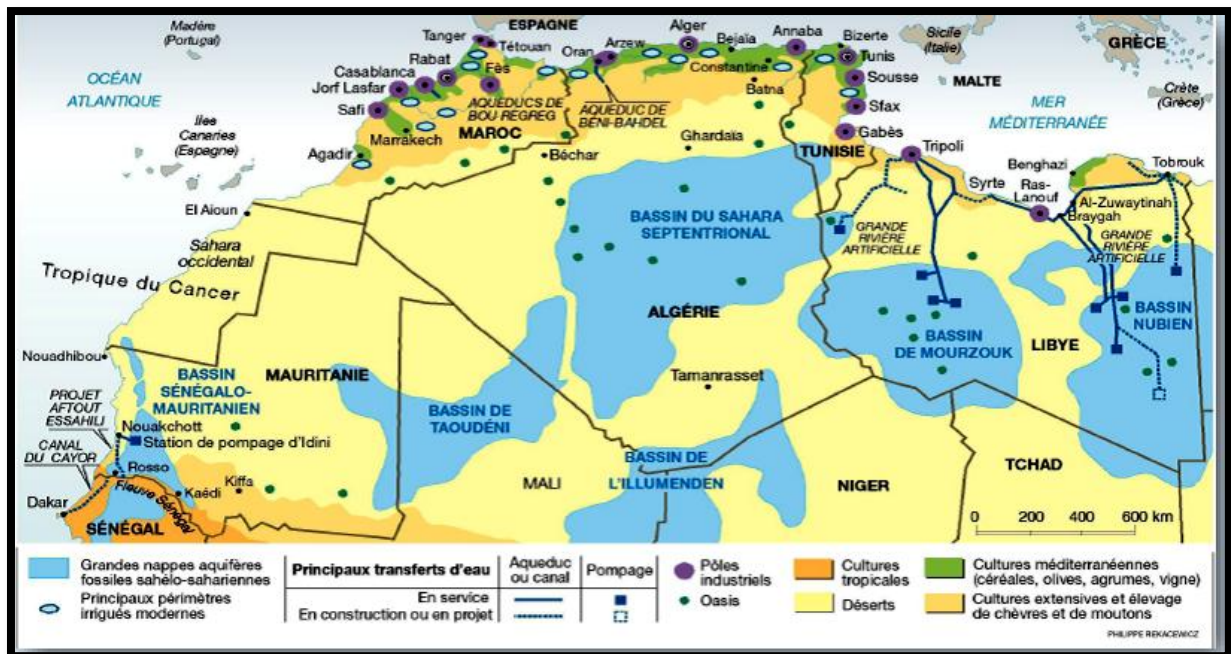 Madère
(Portugal)
ESPAGNE
Sicile
(Italie)
GRÈCE
Crète
(Grèce)
MALTE
OCÉAN
ATLANTIQUE
MER
MÉDITERRANÉE
Iles
Canaries
(Espagne)
Tanger
Tétouan
Rabat
Fès
Casablanca
Jorf Lasfar
Safi
Marrakech
Agadir
AQUEDUCS DE
BOU-REGREG
MAROC
Oran
Arzew
Alger
Bejaïa
Annaba
Constantine
Batna
AQUEDUC DE
BÉNI-BAHDEL
Ghardaïa
Béchar
Bizerte
Tunis
Sousse
Sfax
Gabès
TUNISIE
Tripoli
Benghazi
Tobrouk
Syrte
Ras-
Lanouf
Al-Zuwaytinah
Braygah
GRANDE
RIVIÈRE
ARTIFICIELLE
GRANDE
RIVIÈRE
ARTIFICIELLE
El Aïoun
Sahara
occidental
Tropique du Cancer
BASSIN DU SAHARA
SEPTENTRIONAL
ALGÉRIE
BASSIN
DE MOURZOUK
LIBYE
BASSIN
NUBIEN
Nouadhibou
BASSIN
SÉNÉGALO-
MAURITANIEN
MAURITANIE
Tamanrasset
BASSIN DE
TAOUDÉNI
PROJET
AFTOUT
ESSAHILI
Nouakchott
Station de pompage d'Idini
CANAL
DU CAYOR
Rosso
Fleuve Sénégal
Kaédi
Kiffa
Dakar
SÉNÉGAL
MALI
BASSIN DE
L'ILLUMENDEN
NIGER
TCHAD
0 200 400 600 km
Grandes nappes aquifères
fossiles sahélo-sahariennes
Principaux périmètres
irrigués modernes
Principaux transferts d'eau
Aqueduc
ou canal
Pompage
En service
En construction ou en projet
Pôles
industriels
Oasis
Cultures
tropicales
Déserts
Cultures méditerranéennes
(céréales, olives, agrumes, vigne)
Cultures extensives et élevage
de chèvres et de moutons
PHILIPPE REKACEWICZ